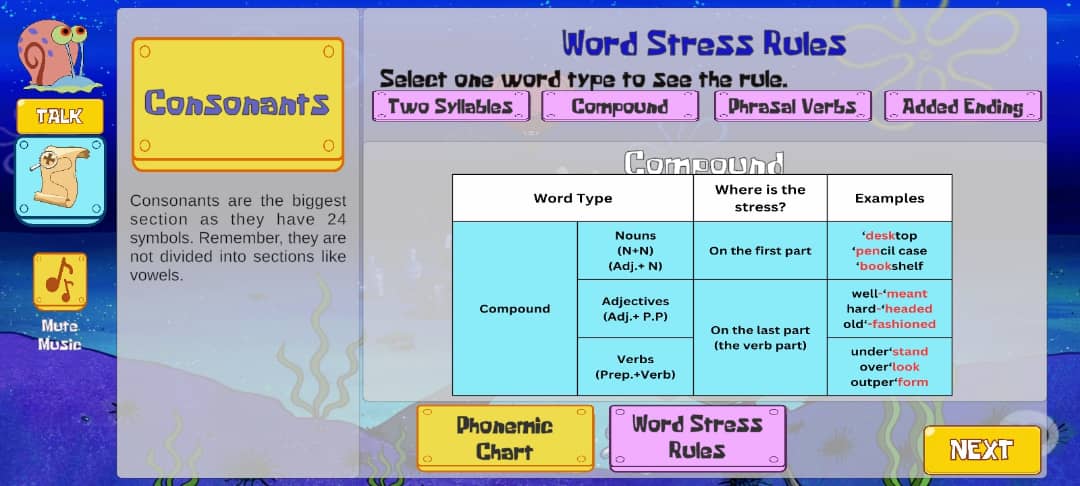 TALK
Mute
Music
Consonants
Consonants are the biggest
section as they have 24
symbols. Remember, they are
not divided into sections like
vowels.
Word Stress Rules
Select one word type to see the rule.
Two Syllables
Compound
Phrasal Verbs
Added Ending
Compound
Word Type
Where is the
stress?
Examples
Compound
Nouns
(N+N)
(Adj.+ N)
On the first part
‘desktop
‘pencil case
‘bookshelf
Adjectives
(Adj.+ P.P)
On the last part
(the verb part)
well-‘meant
hard-‘headed
old‘-fashioned
Verbs
(Prep.+Verb)
under‘stand
over‘look
outper‘form
Phonemic
Chart
Word Stress
Rules
NEXT